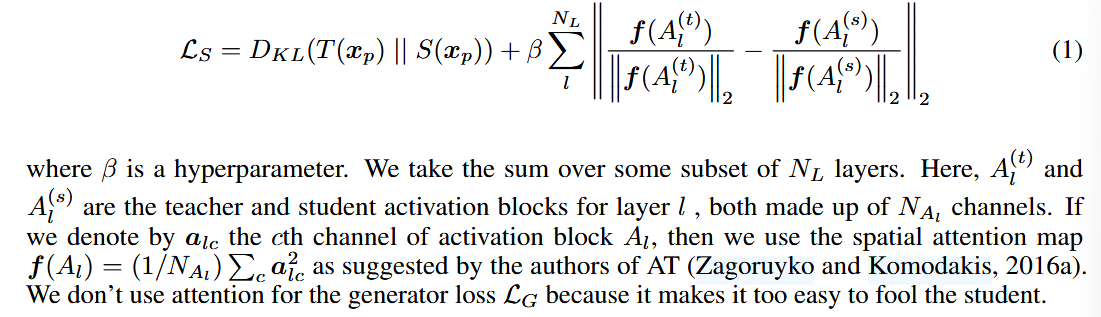 $$\mathcal{L}_S = D_{KL}(T(\boldsymbol{x}_p) \,||\, S(\boldsymbol{x}_p)) + \beta \sum_{l}^{N_L} \left\| \frac{\boldsymbol{f}(A_l^{(t)})}{\left\| \boldsymbol{f}(A_l^{(t)}) \right\|_2} - \frac{\boldsymbol{f}(A_l^{(s)})}{\left\| \boldsymbol{f}(A_l^{(s)}) \right\|_2} \right\|_2 \quad (1)$$
where $\beta$ is a hyperparameter. We take the sum over some subset of $N_L$ layers. Here, $A_l^{(t)}$ and
$A_l^{(s)}$ are the teacher and student activation blocks for layer $l$ , both made up of $N_{A_l}$ channels. If
we denote by $\boldsymbol{a}_{lc}$ the $c$th channel of activation block $A_l$, then we use the spatial attention map
$\boldsymbol{f}(A_l) = (1/N_{A_l}) \sum_c \boldsymbol{a}_{lc}^2$ as suggested by the authors of AT (Zagoruyko and Komodakis, 2016a).
We don't use attention for the generator loss $\mathcal{L}_G$ because it makes it too easy to fool the student.